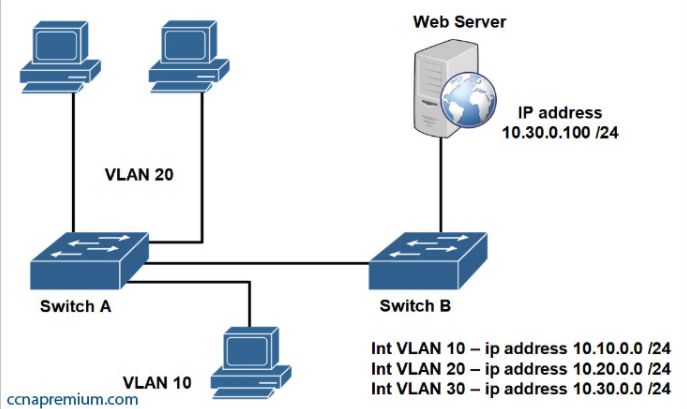 Web Server
IP address
10.30.0.100 /24
VLAN 20
Switch A
Switch B
VLAN 10
Int VLAN 10 – ip address 10.10.0.0 /24
Int VLAN 20 – ip address 10.20.0.0 /24
Int VLAN 30 – ip address 10.30.0.0 /24
ccnapremium.com